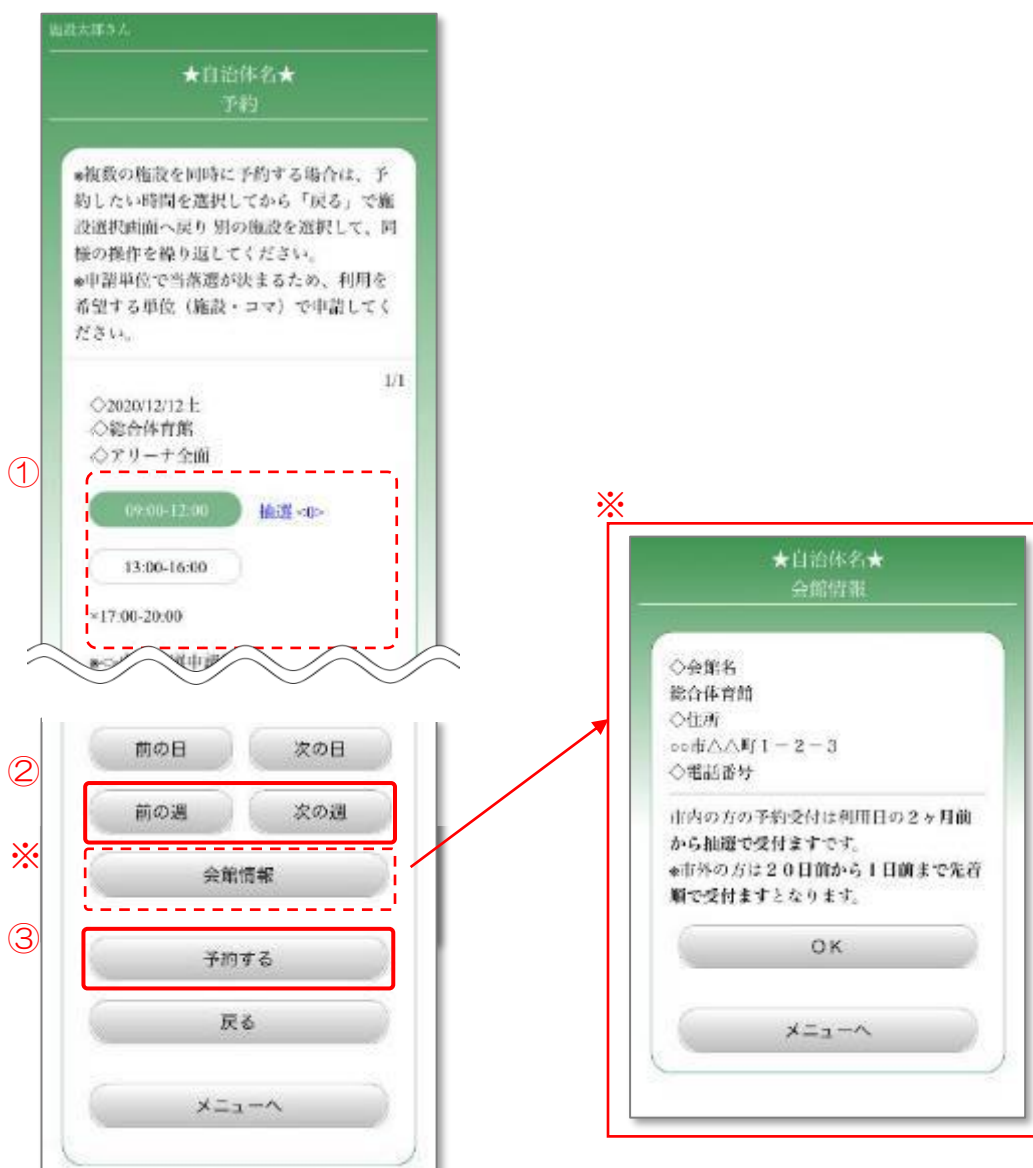 施設太郎さん
★自治体名★
予約
※複数の施設を同時に予約する場合は、予
約したい時間を選択してから「戻る」で施
設選択画面へ戻り 別の施設を選択して、同
様の操作を繰り返してください。
※申請単位で当落選が決まるため、利用を
希望する単位（施設・コマ）で申請してく
ださい。
1/1
◇2020/12/12土
◇総合体育館
◇アリーナ全面
①
09:00-12:00 抽選 <0>
13:00-16:00
×17:00-20:00
前の日 次の日
②
前の週 次の週
※
会館情報
③
予約する
戻る
メニューへ
※
★自治体名★
会館情報
◇会館名
総合体育館
◇住所
○○市△△町１－２－３
◇電話番号
市内の方の予約受付は利用日の２ヶ月前
から抽選で受付ますです。
※市外の方は２０日前から１日前まで先着
順で受付ますとなります。
ＯＫ
メニューへ